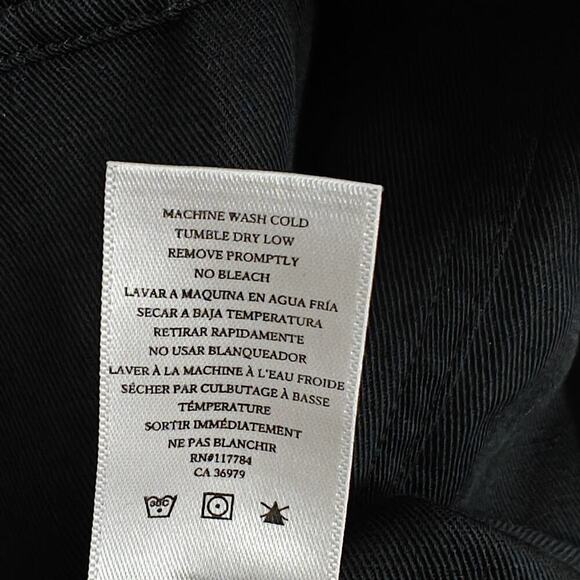 MACHINE WASH COLD
TUMBLE DRY LOW
REMOVE PROMPTLY
NO BLEACH
LAVAR A MAQUINA EN AGUA FRÍA
SECAR A BAJA TEMPERATURA
RETIRAR RAPIDAMENTE
NO USAR BLANQUEADOR
LAVER À LA MACHINE À L'EAU FROIDE
SÉCHER PAR CULBUTAGE À BASSE
TÉMPERATURE
SORTIR IMMÉDIATEMENT
NE PAS BLANCHIR
RN#117784
CA 36979
30C